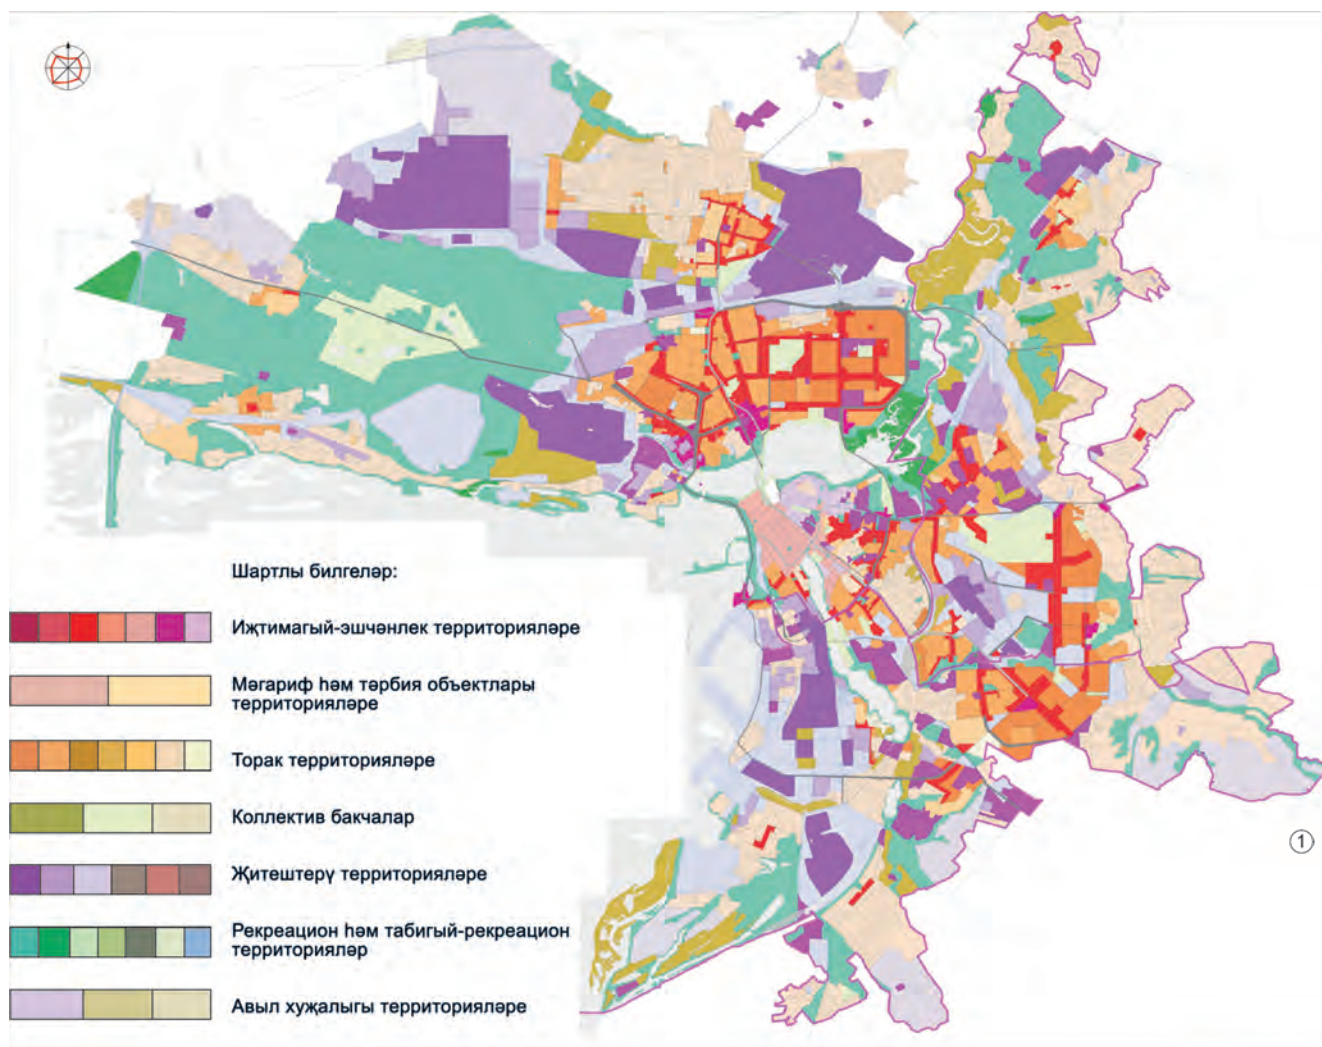 Шартлы билгеләр:
Иҗтимагый-эшчәнлек территорияләре
Мәгариф һәм тәрбия объектлары
территорияләре
Торак территорияләре
Коллектив бакчалар
Җитештерү территорияләре
Рекреацион һәм табигый-рекреацион
территорияләр
Авыл хуҗалыгы территорияләре
1